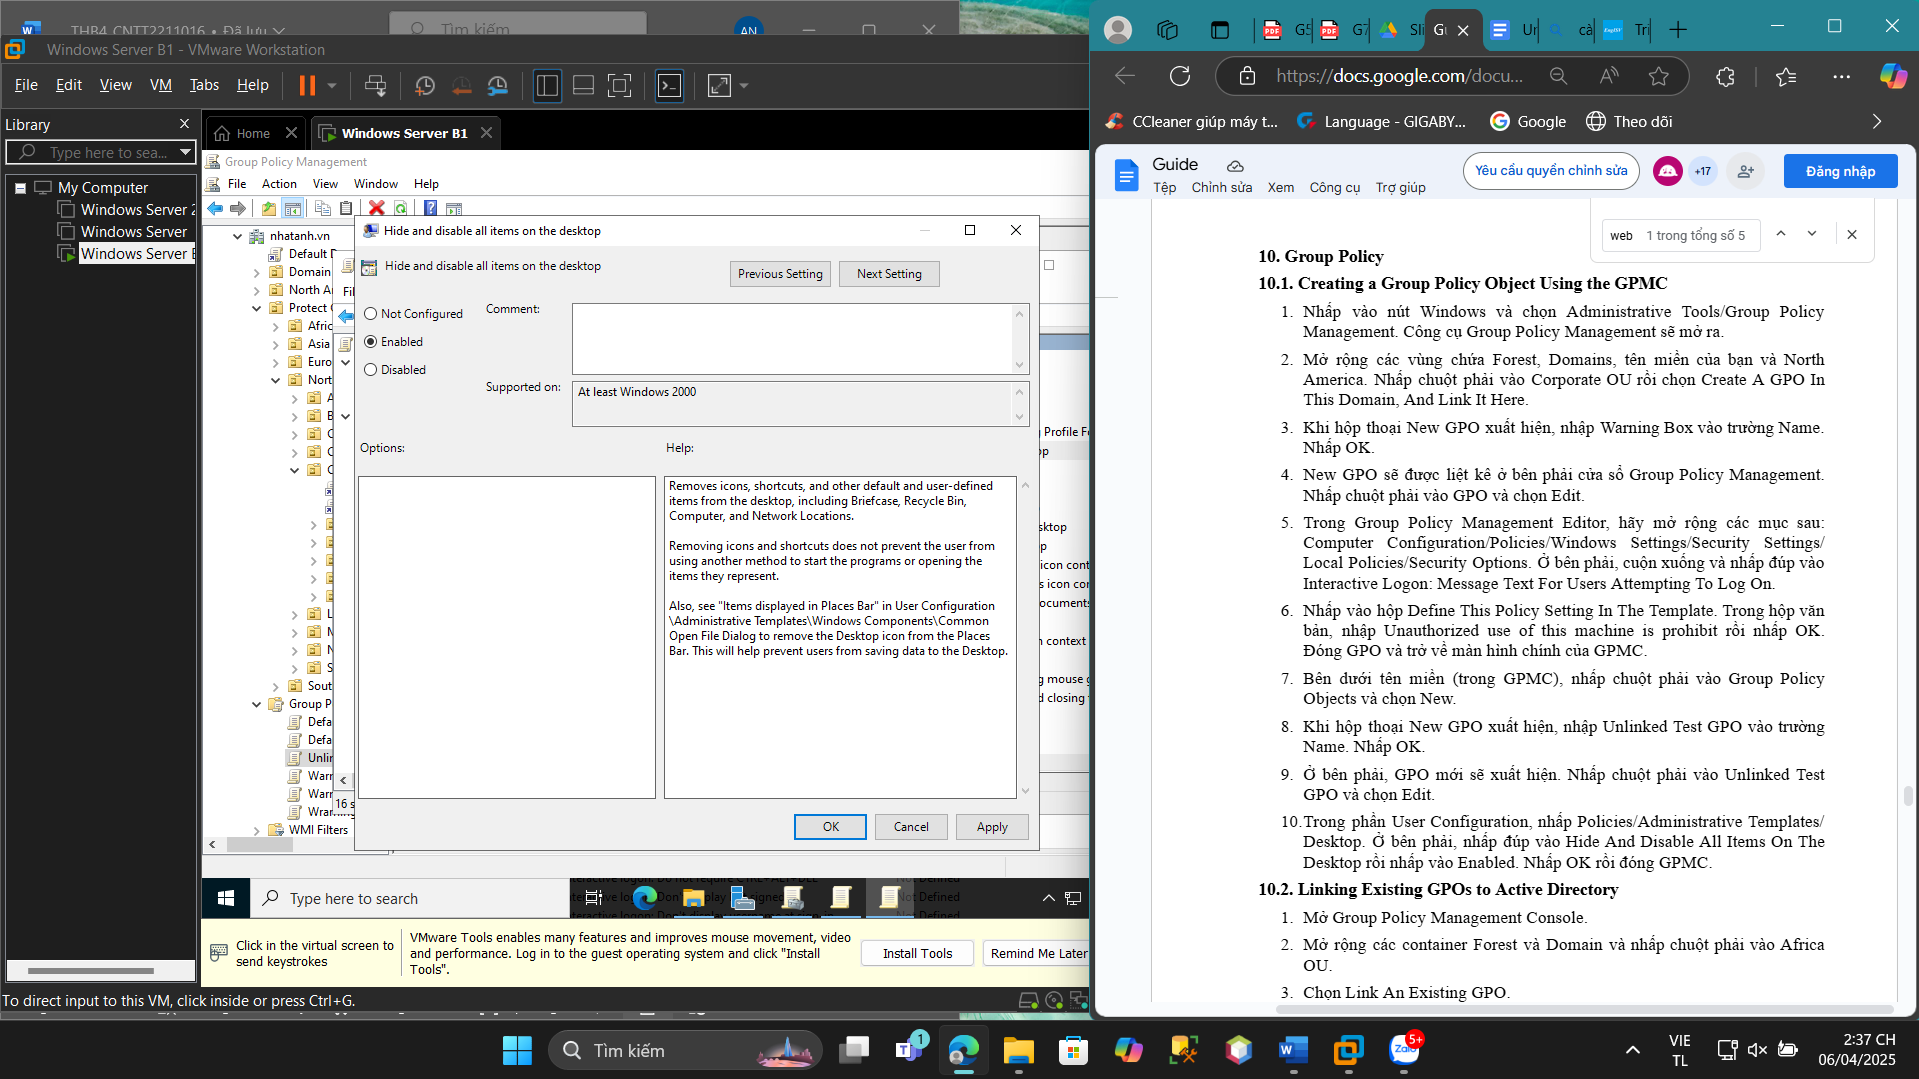 THB4_CNTT2211016 • Đã lưu
Tìm kiếm
AN
Windows Server B1 - VMware Workstation
File Edit View VM Tabs Help
Library
Type here to sea...
My Computer
Windows Server 2
Windows Server
Windows Server B
Home
Windows Server B1
Group Policy Management
File Action View Window Help
nhatanh.vn
Default D
Domain
North A
Protect
Afric
Asia
Euro
Nort
Sout
Group P
Defa
Defa
Unlin
Warn
Warn
WMI Filters
16 s
Hide and disable all items on the desktop
Hide and disable all items on the desktop
Previous Setting
Next Setting
Not Configured
Enabled
Disabled
Comment:
Supported on:
At least Windows 2000
Options:
Help:
Removes icons, shortcuts, and other default and user-defined
items from the desktop, including Briefcase, Recycle Bin,
Computer, and Network Locations.
Removing icons and shortcuts does not prevent the user from
using another method to start the programs or opening the
items they represent.
Also, see "Items displayed in Places Bar" in User Configuration
\Administrative Templates\Windows Components\Common
Open File Dialog to remove the Desktop icon from the Places
Bar. This will help prevent users from saving data to the Desktop.
OK
Cancel
Apply
Type here to search
Click in the virtual screen to
send keystrokes
VMware Tools enables many features and improves mouse movement, video
and performance. Log in to the guest operating system and click "Install
Tools".
Install Tools
Remind Me Later
To direct input to this VM, click inside or press Ctrl+G.
https://docs.google.com/docu...
CCleaner giúp máy t...
Language - GIGABY...
Google
Theo dõi
Guide
Tệp Chỉnh sửa Xem Công cụ Trợ giúp
Yêu cầu quyền chỉnh sửa
+17
Đăng nhập
web 1 trong tổng số 5
10. Group Policy
10.1. Creating a Group Policy Object Using the GPMC
1. Nhấp vào nút Windows và chọn Administrative Tools/Group Policy
Management. Công cụ Group Policy Management sẽ mở ra.
2. Mở rộng các vùng chứa Forest, Domains, tên miền của bạn và North
America. Nhấp chuột phải vào Corporate OU rồi chọn Create A GPO In
This Domain, And Link It Here.
3. Khi hộp thoại New GPO xuất hiện, nhập Warning Box vào trường Name.
Nhấp OK.
4. New GPO sẽ được liệt kê ở bên phải cửa sổ Group Policy Management.
Nhấp chuột phải vào GPO và chọn Edit.
5. Trong Group Policy Management Editor, hãy mở rộng các mục sau:
Computer Configuration/Policies/Windows Settings/Security Settings/
Local Policies/Security Options. Ở bên phải, cuộn xuống và nhấp đúp vào
Interactive Logon: Message Text For Users Attempting To Log On.
6. Nhấp vào hộp Define This Policy Setting In The Template. Trong hộp văn
bản, nhập Unauthorized use of this machine is prohibit rồi nhấp OK.
Đóng GPO và trở về màn hình chính của GPMC.
7. Bên dưới tên miền (trong GPMC), nhấp chuột phải vào Group Policy
Objects và chọn New.
8. Khi hộp thoại New GPO xuất hiện, nhập Unlinked Test GPO vào trường
Name. Nhấp OK.
9. Ở bên phải, GPO mới sẽ xuất hiện. Nhấp chuột phải vào Unlinked Test
GPO và chọn Edit.
10. Trong phần User Configuration, nhấp Policies/Administrative Templates/
Desktop. Ở bên phải, nhấp đúp vào Hide And Disable All Items On The
Desktop rồi nhấp vào Enabled. Nhấp OK rồi đóng GPMC.
10.2. Linking Existing GPOs to Active Directory
1. Mở Group Policy Management Console.
2. Mở rộng các container Forest và Domain và nhấp chuột phải vào Africa
OU.
3. Chọn Link An Existing GPO.
Tìm kiếm
1
5+
VIE
TL
2:37 CH
06/04/2025